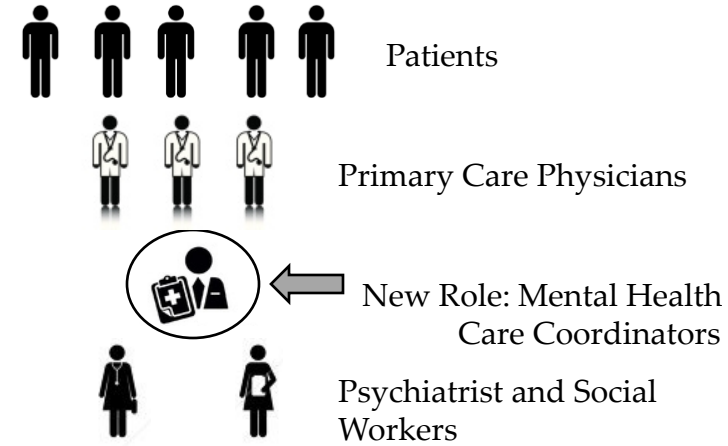 Patients
Primary Care Physicians
New Role: Mental Health
Care Coordinators
Psychiatrist and Social
Workers